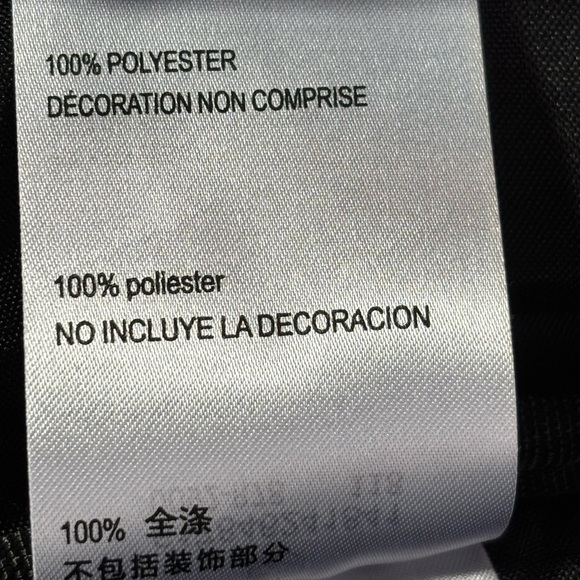 100% POLYESTER
DÉCORATION NON COMPRISE
100% poliester
NO INCLUYE LA DECORACION
100% 全涤
不包括装饰部分